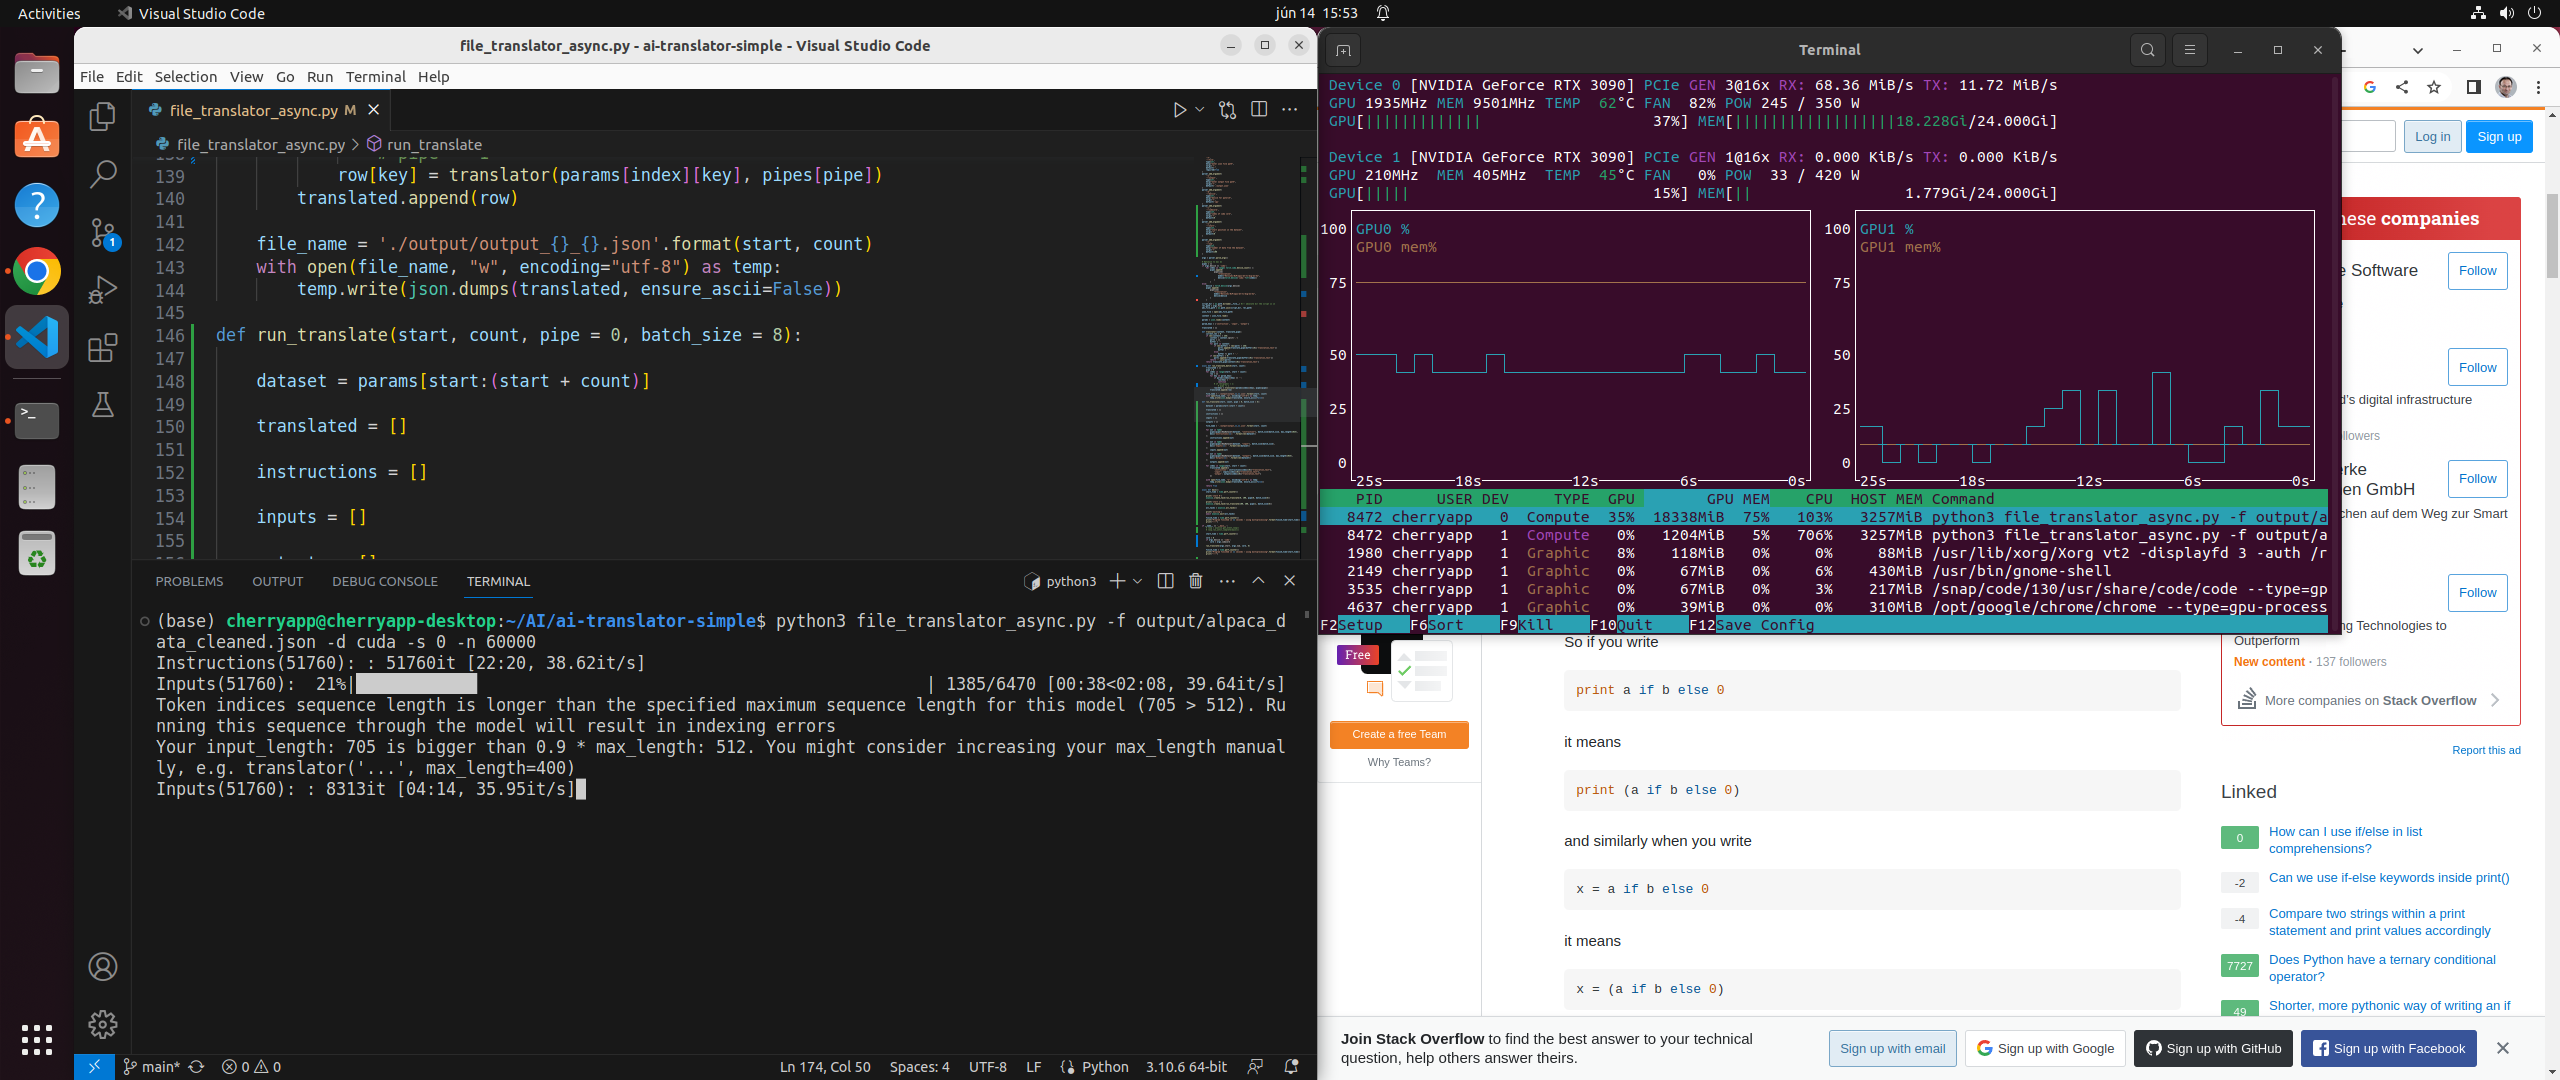 Activities
Visual Studio Code
jún 14 15:53
file_translator_async.py - ai-translator-simple - Visual Studio Code
File Edit Selection View Go Run Terminal Help
file_translator_async.py M
file_translator_async.py > run_translate
139 row[key] = translator(params[index][key], pipes[pipe])
140 translated.append(row)
141
142 file_name = './output/output_{}_{}.json'.format(start, count)
143 with open(file_name, "w", encoding="utf-8") as temp:
144 temp.write(json.dumps(translated, ensure_ascii=False))
145
146 def run_translate(start, count, pipe = 0, batch_size = 8):
147
148 dataset = params[start:(start + count)]
149
150 translated = []
151
152 instructions = []
153
154 inputs = []
155
PROBLEMS OUTPUT DEBUG CONSOLE TERMINAL
python3
(base) cherryapp@cherryapp-desktop:~/AI/ai-translator-simple$ python3 file_translator_async.py -f output/alpaca_d
ata_cleaned.json -d cuda -s 0 -n 60000
Instructions(51760): : 51760it [22:20, 38.62it/s]
Inputs(51760): 21%| | 1385/6470 [00:38<02:08, 39.64it/s]
Token indices sequence length is longer than the specified maximum sequence length for this model (705 > 512). Ru
nning this sequence through the model will result in indexing errors
Your input_length: 705 is bigger than 0.9 * max_length: 512. You might consider increasing your max_length manual
ly, e.g. translator('...', max_length=400)
Inputs(51760): : 8313it [04:14, 35.95it/s]
1
main* 0 0
Ln 174, Col 50 Spaces: 4 UTF-8 LF Python 3.10.6 64-bit
Terminal
Device 0 [NVIDIA GeForce RTX 3090] PCIe GEN 3@16x RX: 68.36 MiB/s TX: 11.72 MiB/s
GPU 1935MHz MEM 9501MHz TEMP 62°C FAN 82% POW 245 / 350 W
GPU[||||||||||||| 37%] MEM[||||||||||||||||||18.228Gi/24.000Gi]
Device 1 [NVIDIA GeForce RTX 3090] PCIe GEN 1@16x RX: 0.000 KiB/s TX: 0.000 KiB/s
GPU 210MHz MEM 405MHz TEMP 45°C FAN 0% POW 33 / 420 W
GPU[||||| 15%] MEM[|| 1.779Gi/24.000Gi]
100 GPU0 %
GPU0 mem%
75
50
25
0
25s 18s 12s 6s 0s
100 GPU1 %
GPU1 mem%
75
50
25
0
25s 18s 12s 6s 0s
PID USER DEV TYPE GPU GPU MEM CPU HOST MEM Command
8472 cherryapp 0 Compute 35% 18338MiB 75% 103% 3257MiB python3 file_translator_async.py -f output/a
8472 cherryapp 1 Compute 0% 1204MiB 5% 706% 3257MiB python3 file_translator_async.py -f output/a
1980 cherryapp 1 Graphic 8% 118MiB 0% 0% 88MiB /usr/lib/xorg/Xorg vt2 -displayfd 3 -auth /r
2149 cherryapp 1 Graphic 0% 67MiB 0% 6% 430MiB /usr/bin/gnome-shell
3535 cherryapp 1 Graphic 0% 67MiB 0% 3% 217MiB /snap/code/130/usr/share/code/code --type=gp
4637 cherryapp 1 Graphic 0% 39MiB 0% 0% 310MiB /opt/google/chrome/chrome --type=gpu-process
F2Setup F6Sort F9Kill F10Quit F12Save Config
Log in Sign up
hese companies
e Software
Follow
Follow
d's digital infrastructure
llowers
erke
en GmbH
Follow
chen auf dem Weg zur Smart
Follow
ng Technologies to
Outperform
New content · 137 followers
More companies on Stack Overflow
Report this ad
Free
Create a free Team
Why Teams?
So if you write
print a if b else 0
it means
print (a if b else 0)
and similarly when you write
x = a if b else 0
it means
x = (a if b else 0)
Linked
0 How can I use if/else in list
comprehensions?
-2 Can we use if-else keywords inside print()
-4 Compare two strings within a print
statement and print values accordingly
7727 Does Python have a ternary conditional
operator?
49 Shorter, more pythonic way of writing an if
Join Stack Overflow to find the best answer to your technical
question, help others answer theirs.
Sign up with email
Sign up with Google
Sign up with GitHub
Sign up with Facebook